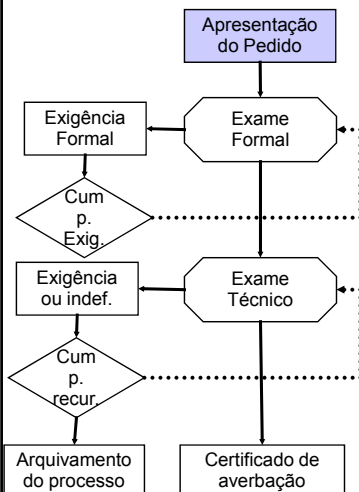 Apresentação
do Pedido
Exigência
Formal
Exame
Formal
Cum
p.
Exig.
Exigência
ou indef.
Exame
Técnico
Cum
p.
recur.
Arquivamento
do processo
Certificado de
averbação